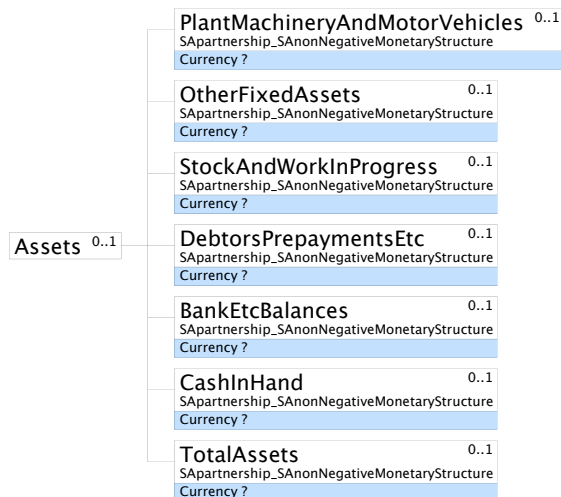 PlantMachineryAndMotorVehicles 0..1
SApartnership_SAnonNegativeMonetaryStructure
Currency ?
OtherFixedAssets 0..1
SApartnership_SAnonNegativeMonetaryStructure
Currency ?
StockAndWorkInProgress 0..1
SApartnership_SAnonNegativeMonetaryStructure
Currency ?
Assets 0..1
DebtorsPrepaymentsEtc 0..1
SApartnership_SAnonNegativeMonetaryStructure
Currency ?
BankEtcBalances 0..1
SApartnership_SAnonNegativeMonetaryStructure
Currency ?
CashInHand 0..1
SApartnership_SAnonNegativeMonetaryStructure
Currency ?
TotalAssets 0..1
SApartnership_SAnonNegativeMonetaryStructure
Currency ?